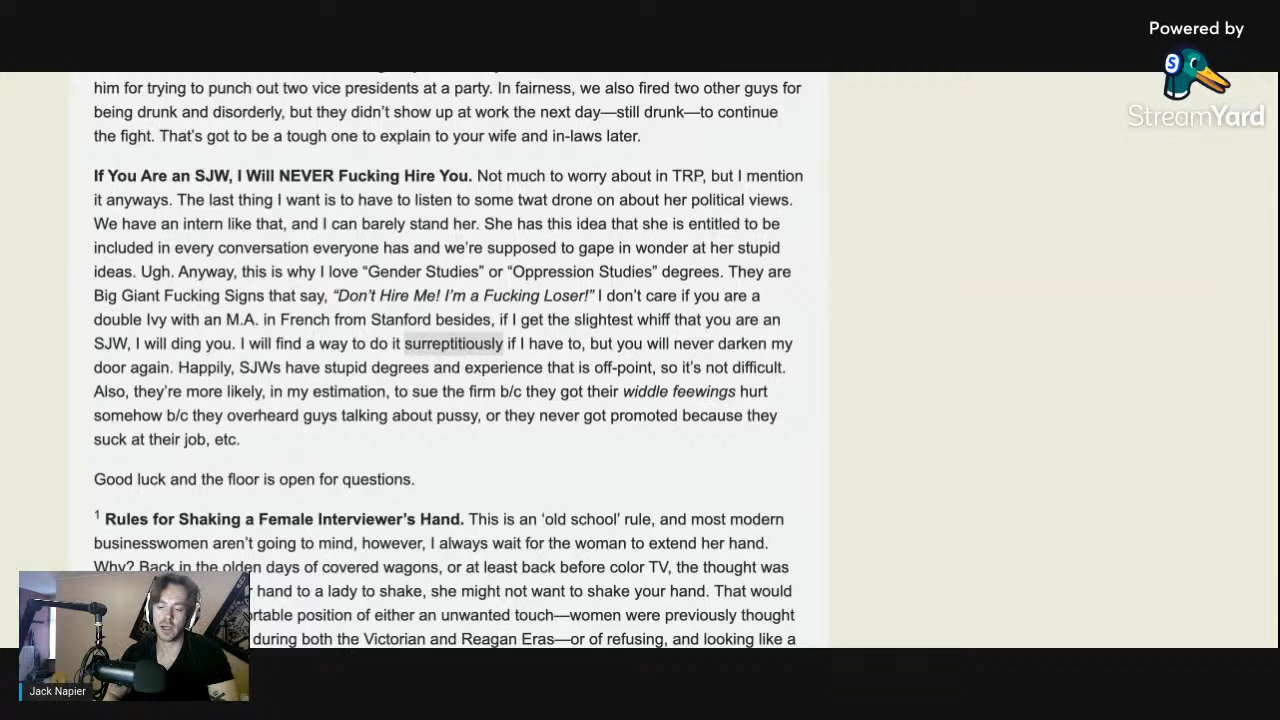 Powered by
S
StreamYard
him for trying to punch out two vice presidents at a party. In fairness, we also fired two other guys for
being drunk and disorderly, but they didn’t show up at work the next day—still drunk—to continue
the fight. That’s got to be a tough one to explain to your wife and in-laws later.
If You Are an SJW, I Will NEVER Fucking Hire You. Not much to worry about in TRP, but I mention
it anyways. The last thing I want is to have to listen to some twat drone on about her political views.
We have an intern like that, and I can barely stand her. She has this idea that she is entitled to be
included in every conversation everyone has and we’re supposed to gape in wonder at her stupid
ideas. Ugh. Anyway, this is why I love “Gender Studies” or “Oppression Studies” degrees. They are
Big Giant Fucking Signs that say, “Don’t Hire Me! I’m a Fucking Loser!” I don’t care if you are a
double Ivy with an M.A. in French from Stanford besides, if I get the slightest whiff that you are an
SJW, I will ding you. I will find a way to do it surreptitiously if I have to, but you will never darken my
door again. Happily, SJWs have stupid degrees and experience that is off-point, so it’s not difficult.
Also, they’re more likely, in my estimation, to sue the firm b/c they got their widdle feewings hurt
somehow b/c they overheard guys talking about pussy, or they never got promoted because they
suck at their job, etc.
Good luck and the floor is open for questions.
1 Rules for Shaking a Female Interviewer’s Hand. This is an ‘old school’ rule, and most modern
businesswomen aren’t going to mind, however, I always wait for the woman to extend her hand.
Why? Back in the olden days of covered wagons, or at least back before color TV, the thought was
hand to a lady to shake, she might not want to shake your hand. That would
position of either an unwanted touch—women were previously thought
during both the Victorian and Reagan Eras—or of refusing, and looking like a
Jack Napier